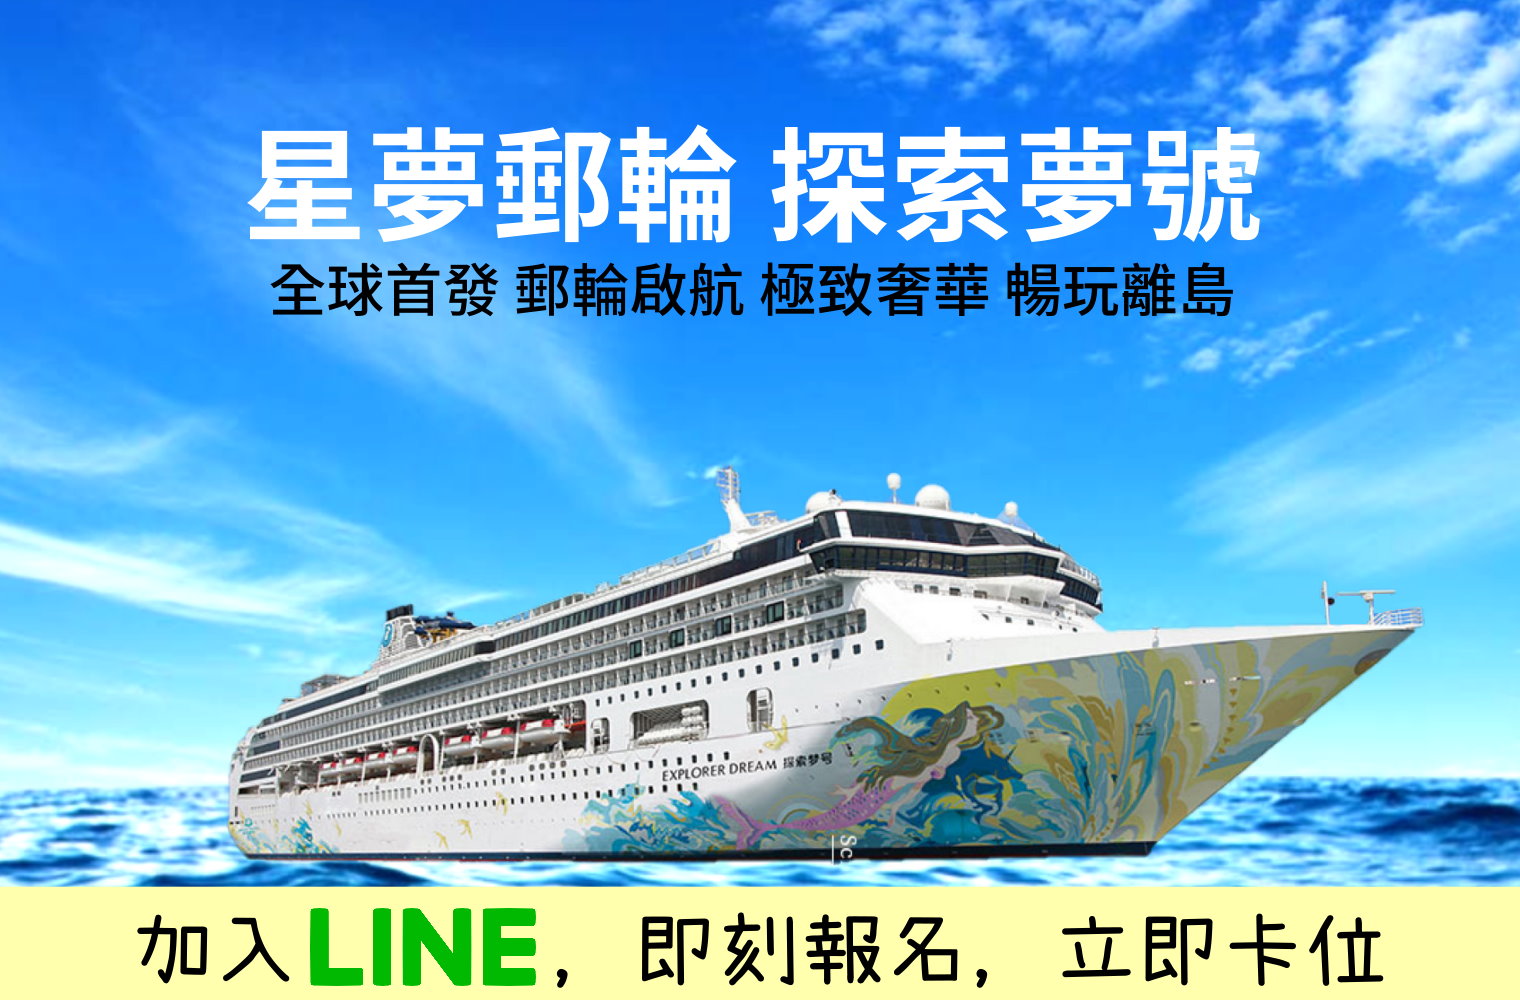 星夢郵輪 探索夢號
全球首發 郵輪啟航 極致奢華 暢玩離島
EXPLORER DREAM 探索梦号
Sc
加入LINE，即刻報名，立即卡位